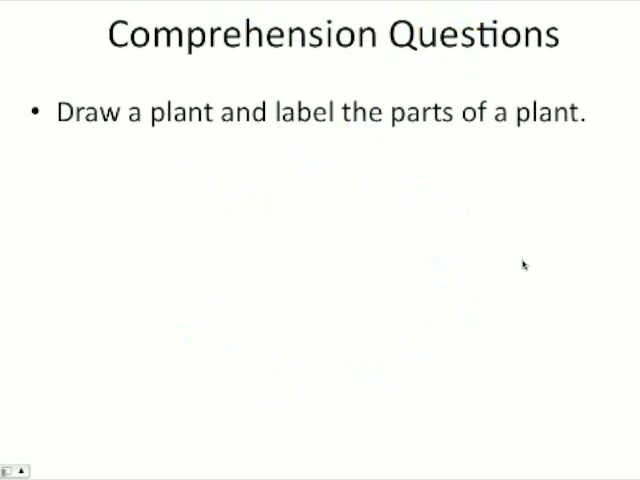 Comprehension Questions
• Draw a plant and label the parts of a plant.